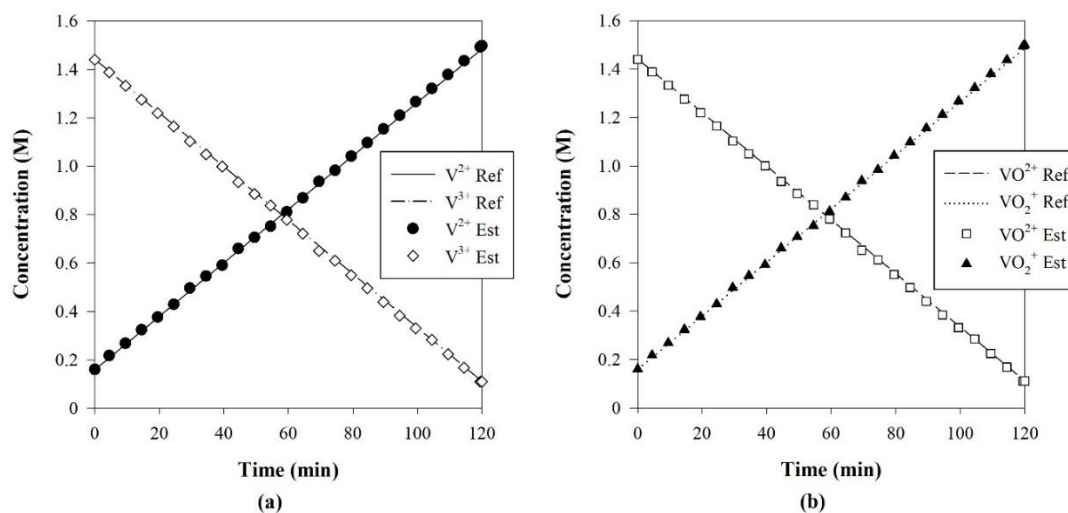 1.6
1.4
1.2
1.0
0.8
0.6
0.4
0.2
0
Concentration (M)
V²⁺ Ref
V³⁺ Ref
V²⁺ Est
V³⁺ Est
0 20 40 60 80 100 120
Time (min)
(a)
1.6
1.4
1.2
1.0
0.8
0.6
0.4
0.2
0
Concentration (M)
VO²⁺ Ref
VO₂⁺ Ref
VO²⁺ Est
VO₂⁺ Est
0 20 40 60 80 100 120
Time (min)
(b)